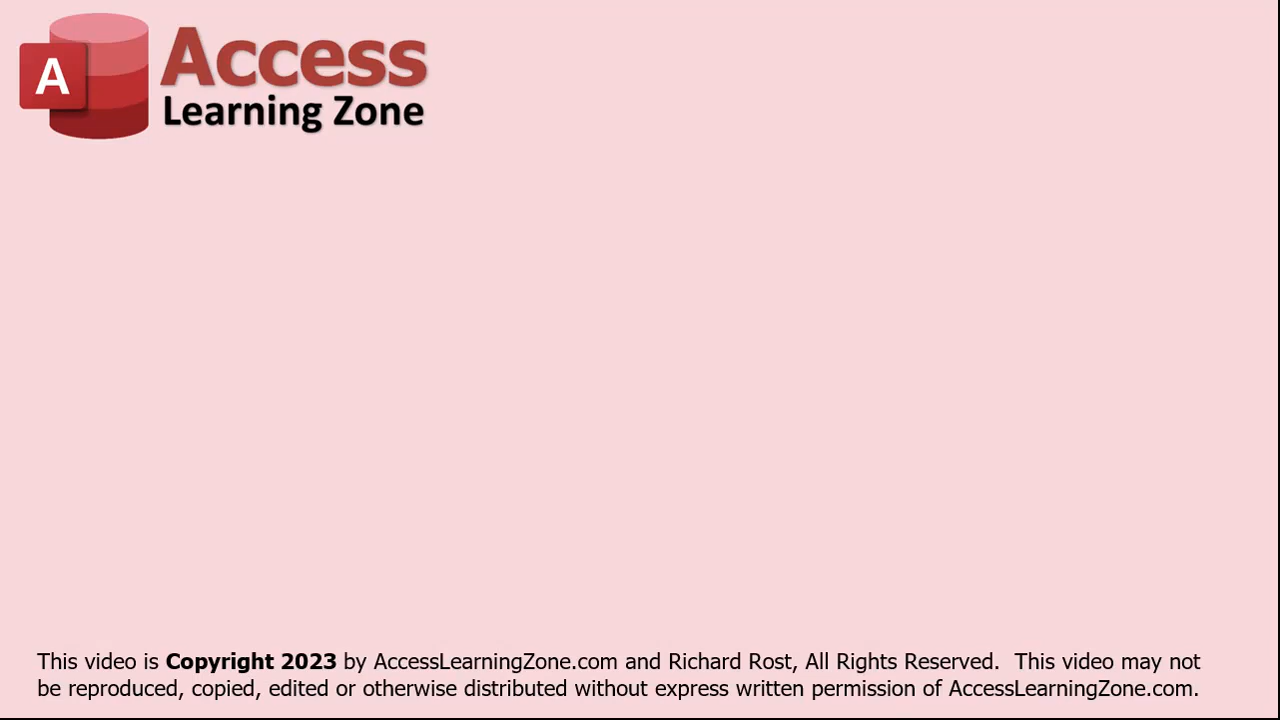 A
Access
Learning Zone
This video is Copyright 2023 by AccessLearningZone.com and Richard Rost, All Rights Reserved.  This video may not
be reproduced, copied, edited or otherwise distributed without express written permission of AccessLearningZone.com.